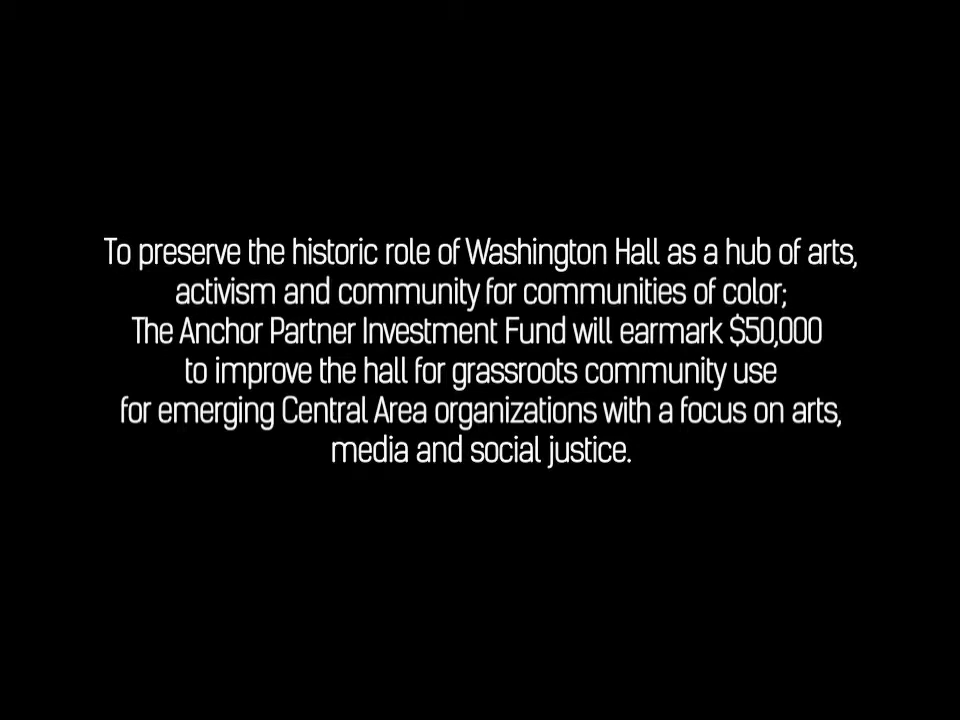 To preserve the historic role of Washington Hall as a hub of arts,
activism and community for communities of color;
The Anchor Partner Investment Fund will earmark $50,000
to improve the hall for grassroots community use
for emerging Central Area organizations with a focus on arts,
media and social justice.